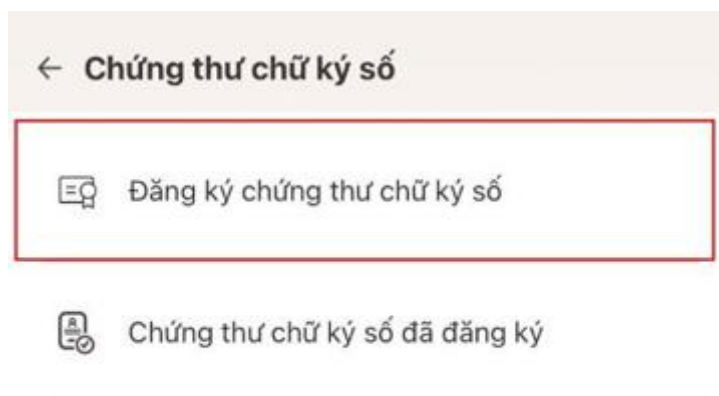 Chứng thư chữ ký số
Đăng ký chứng thư chữ ký số
Chứng thư chữ ký số đã đăng ký